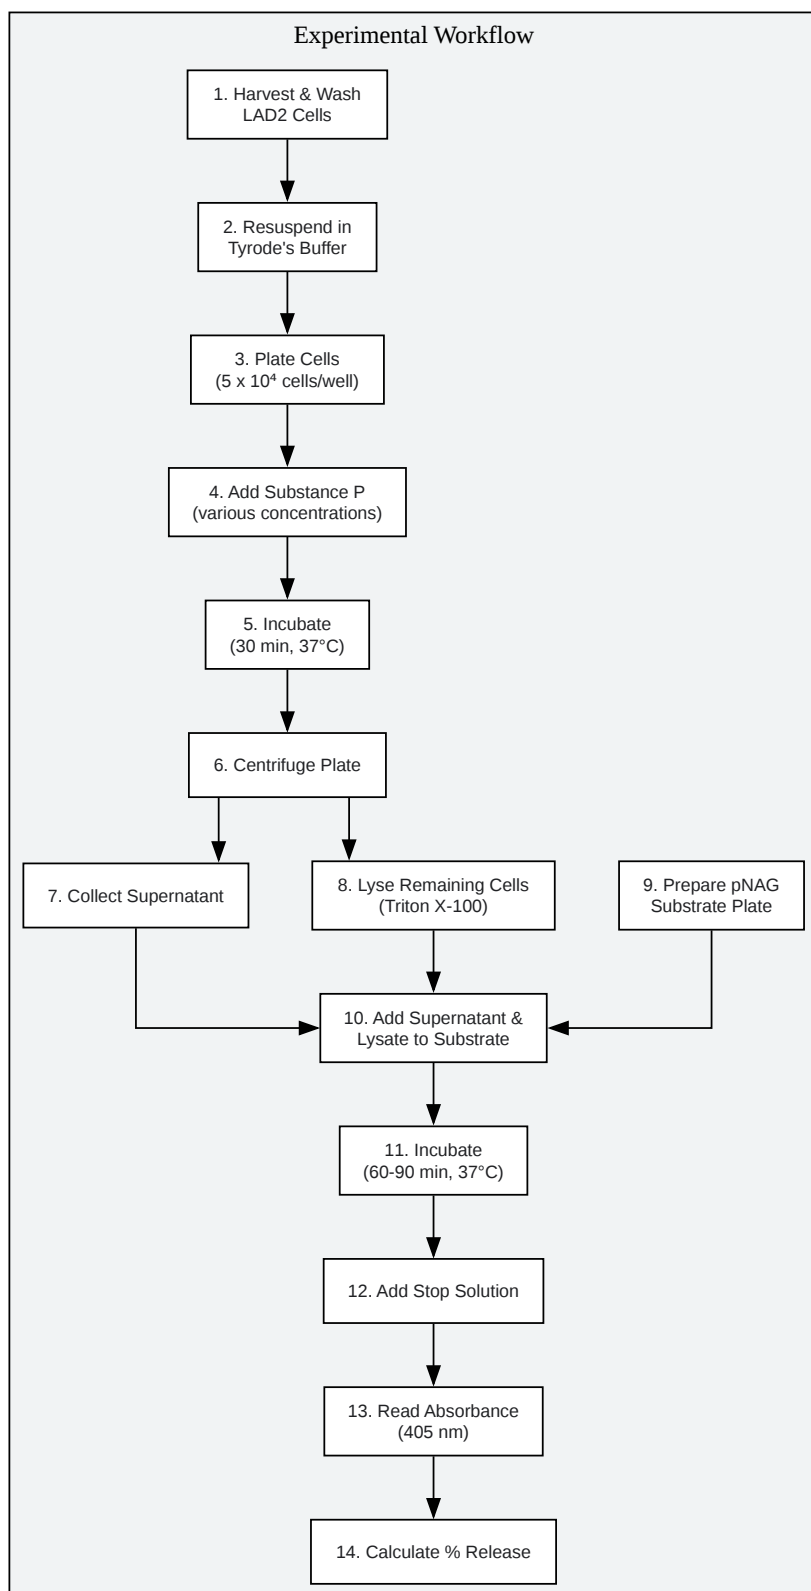 Experimental Workflow
1. Harvest & Wash
LAD2 Cells
2. Resuspend in
Tyrode's Buffer
3. Plate Cells
(5 x 10⁴ cells/well)
4. Add Substance P
(various concentrations)
5. Incubate
(30 min, 37°C)
6. Centrifuge Plate
7. Collect Supernatant
8. Lyse Remaining Cells
(Triton X-100)
9. Prepare pNAG
Substrate Plate
10. Add Supernatant &
Lysate to Substrate
11. Incubate
(60-90 min, 37°C)
12. Add Stop Solution
13. Read Absorbance
(405 nm)
14. Calculate % Release